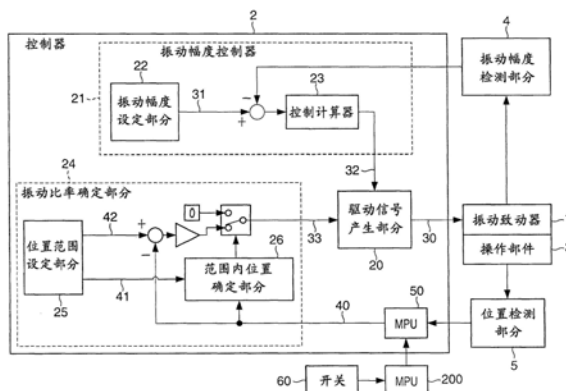 2
4
控制器
振动幅度控制器
22
振动幅度
设定部分
21
31
23
控制计算器
振动幅度
检测部分
32
24
振动比率确定部分
42
0
位置范围
设定部分
25
41
26
范围内位置
确定部分
33
驱动信号
产生部分
20
30
振动致动器
操作部件
40
50
MPU
位置检测
部分
5
60
开关
MPU
200